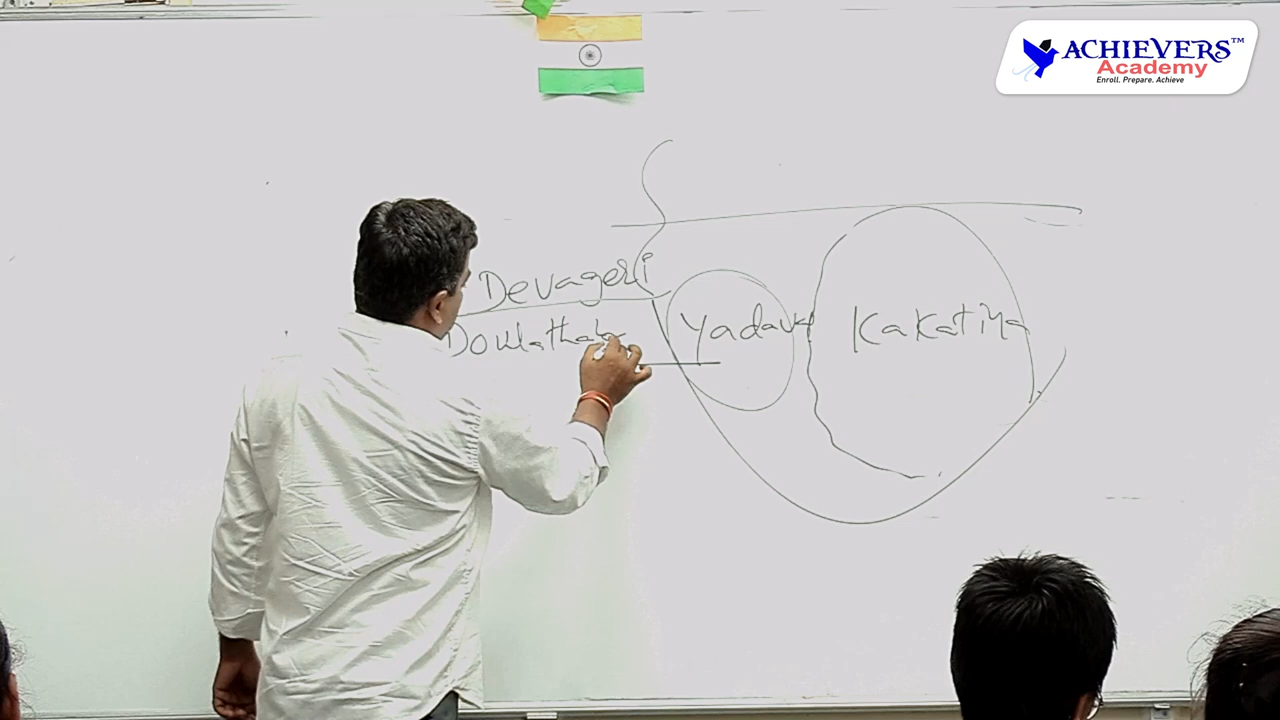 ACHIEVERS™
Academy
Enroll. Prepare. Achieve
Devageri
Yadava
Kakatiya